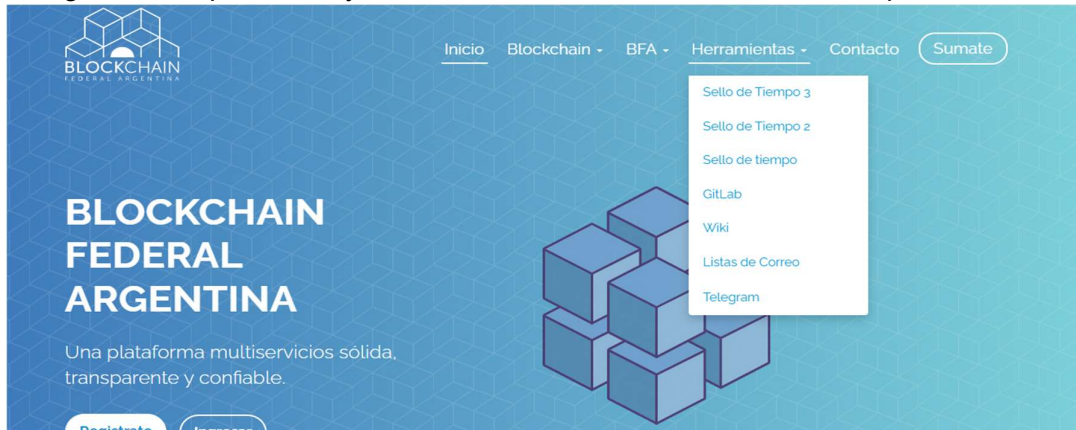 BLOCKCHAIN
FEDERAL ARGENTINA
Inicio Blockchain BFA Herramientas Contacto Sumate
Sello de Tiempo 3
Sello de Tiempo 2
Sello de tiempo
GitLab
Wiki
Listas de Correo
Telegram
BLOCKCHAIN
FEDERAL
ARGENTINA
Una plataforma multiservicios sólida,
transparente y confiable.